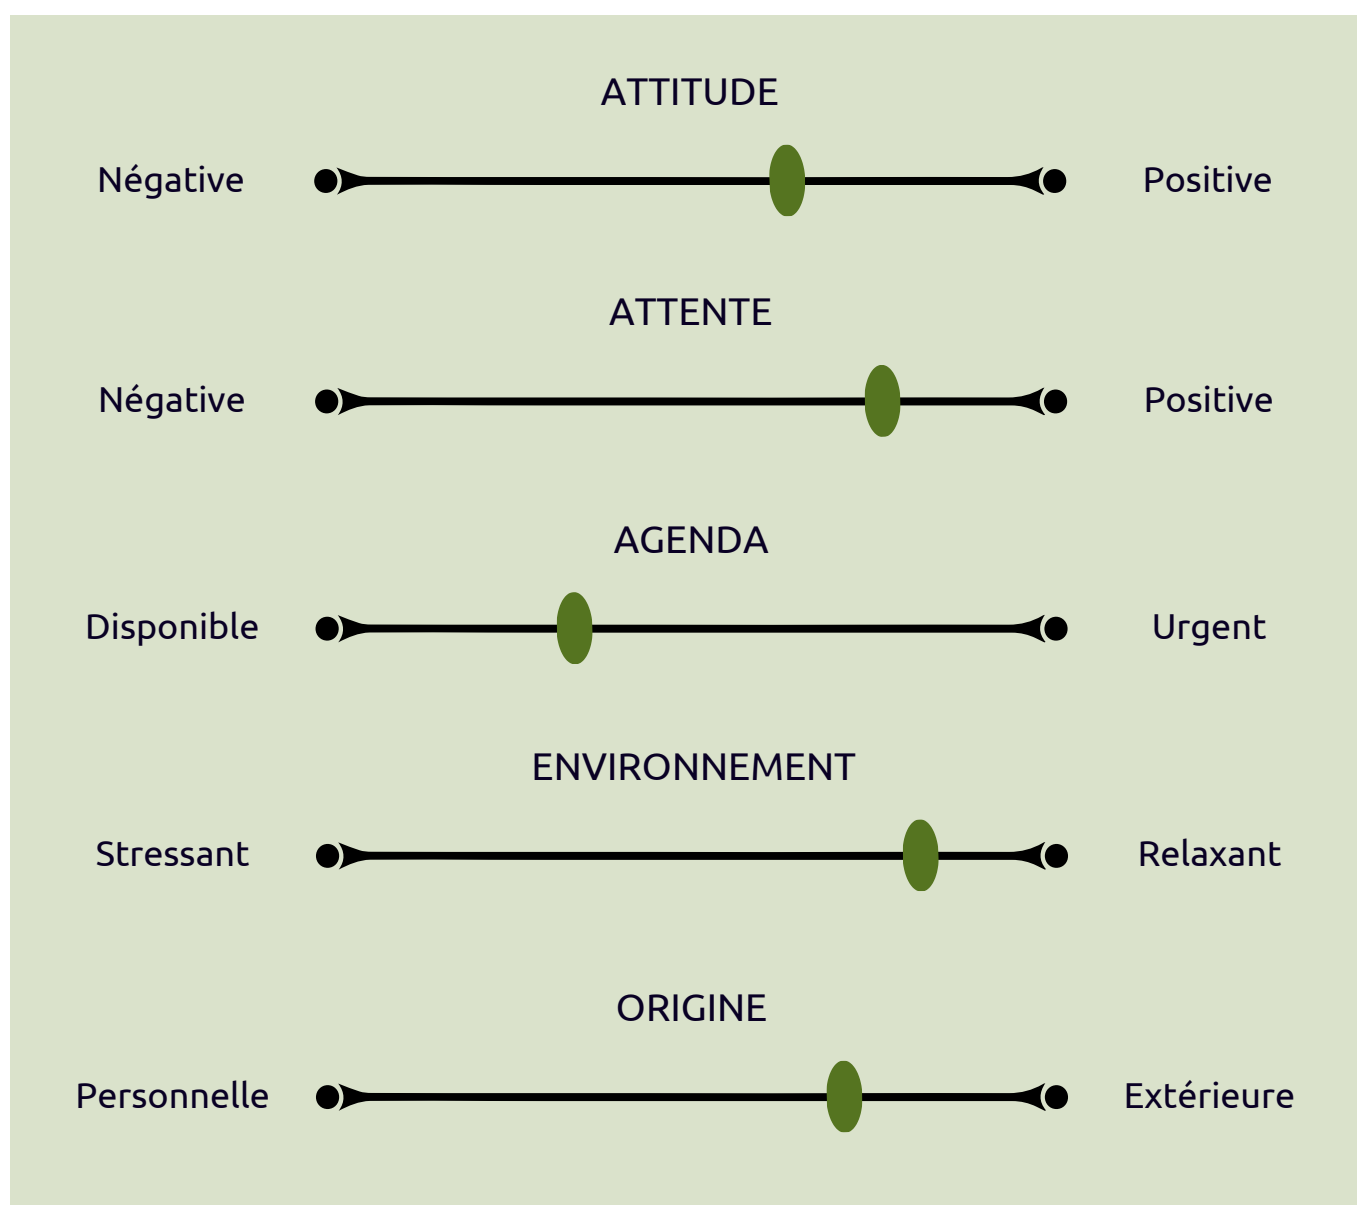 ATTITUDE
Négative Positive
ATTENTE
Négative Positive
AGENDA
Disponible Urgent
ENVIRONNEMENT
Stressant Relaxant
ORIGINE
Personnelle Extérieure